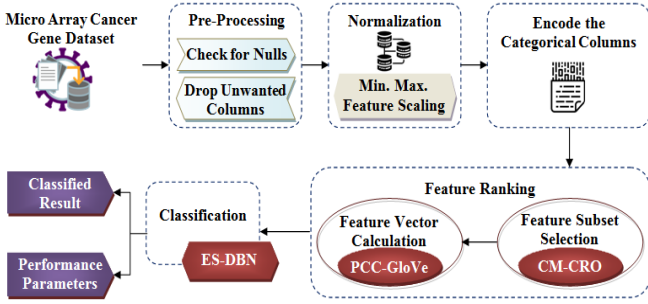 Micro Array Cancer
Gene Dataset
Pre-Processing
Check for Nulls
Drop Unwanted
Columns
Normalization
Min. Max.
Feature Scaling
Encode the
Categorical Columns
Feature Ranking
Feature Subset
Selection
CM-CRO
Feature Vector
Calculation
PCC-GloVe
Classification
ES-DBN
Classified
Result
Performance
Parameters